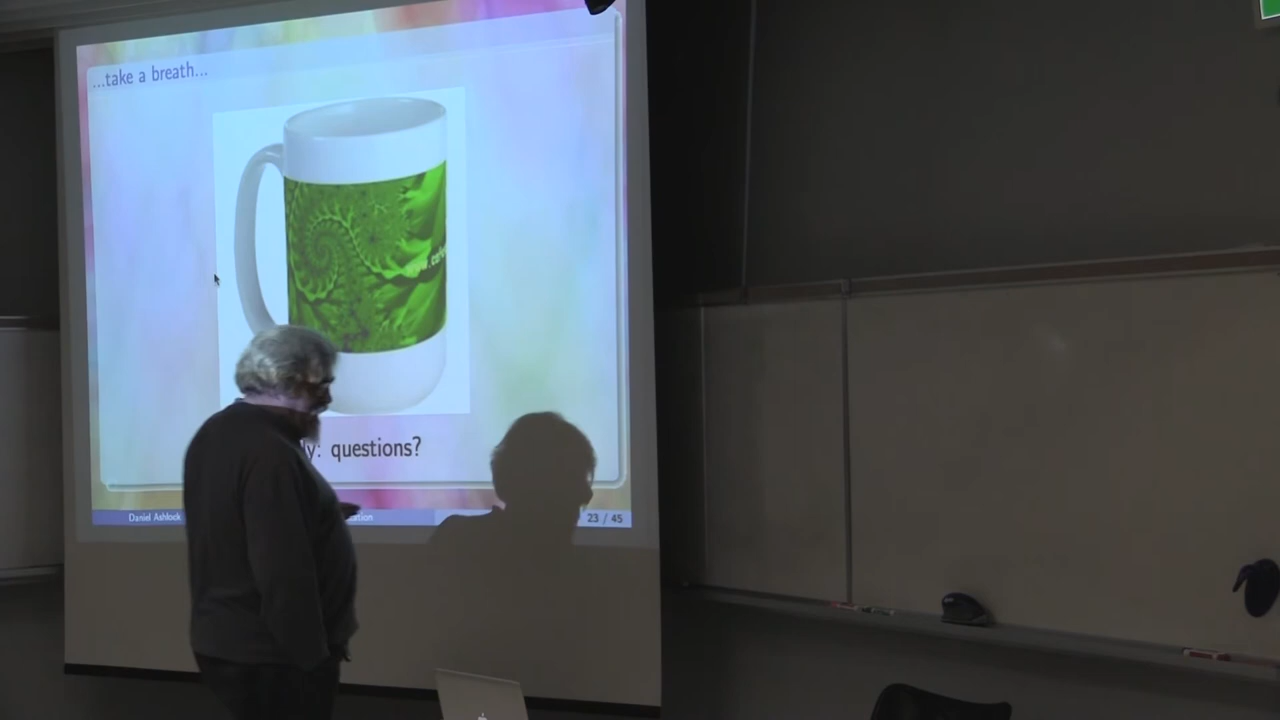 ...take a breath...
questions?
Daniel Ashlock
23 / 45